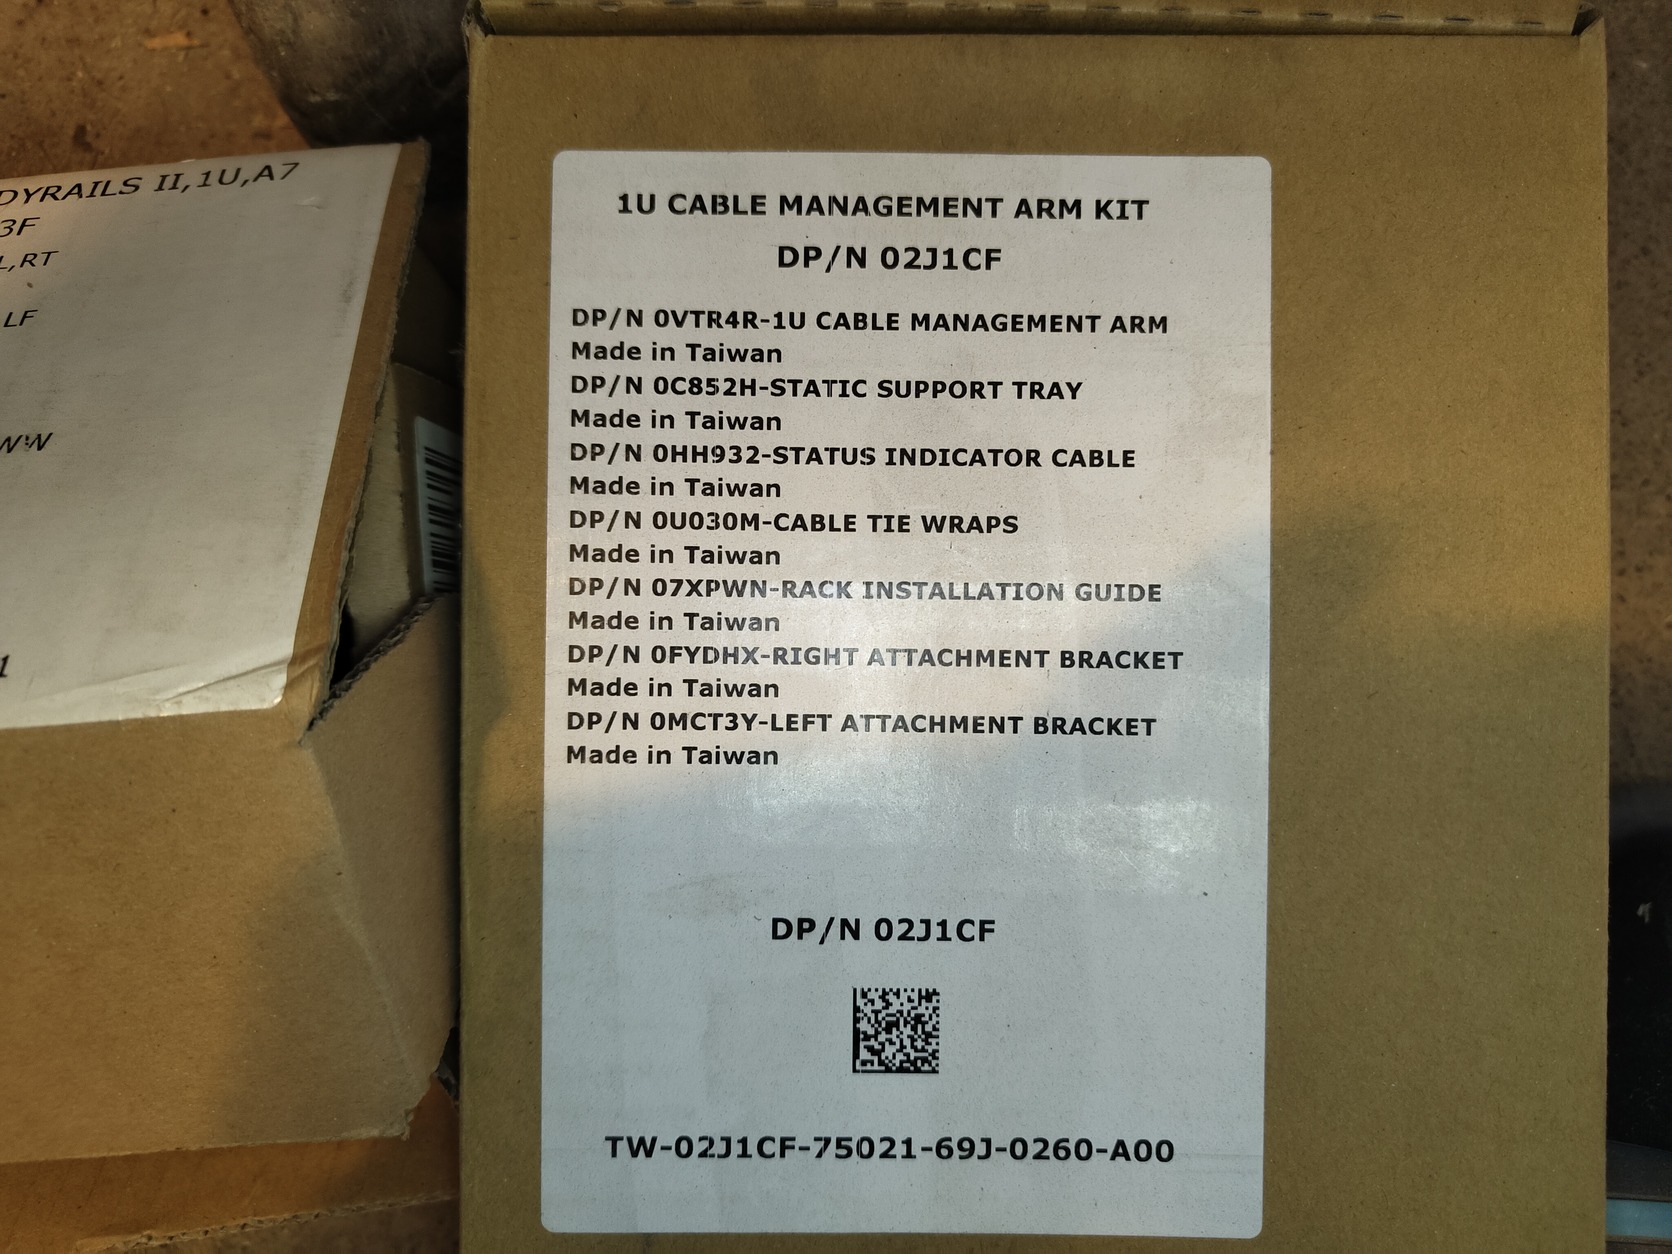 DYRAILS II,1U,A7
3F
L,RT
LF
WW
1
1U CABLE MANAGEMENT ARM KIT
DP/N 02J1CF
DP/N 0VTR4R-1U CABLE MANAGEMENT ARM
Made in Taiwan
DP/N 0C852H-STATIC SUPPORT TRAY
Made in Taiwan
DP/N 0HH932-STATUS INDICATOR CABLE
Made in Taiwan
DP/N 0U030M-CABLE TIE WRAPS
Made in Taiwan
DP/N 07XPWN-RACK INSTALLATION GUIDE
Made in Taiwan
DP/N 0FYDHX-RIGHT ATTACHMENT BRACKET
Made in Taiwan
DP/N 0MCT3Y-LEFT ATTACHMENT BRACKET
Made in Taiwan
DP/N 02J1CF
TW-02J1CF-75021-69J-0260-A00